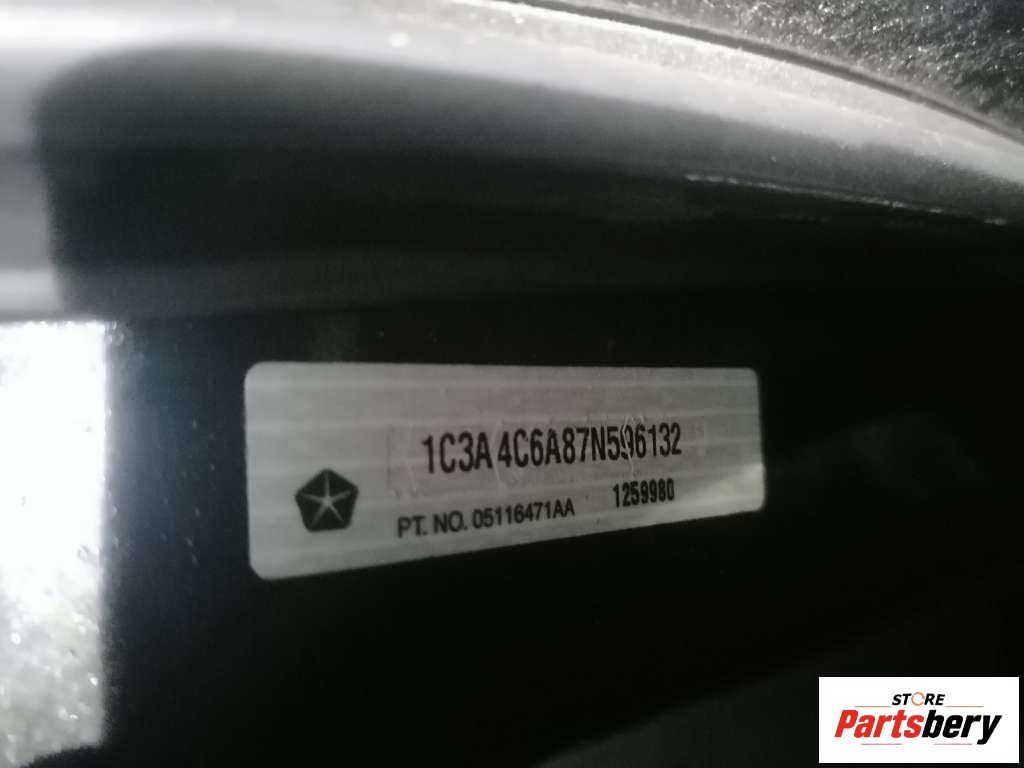 1C3A4C6A87N596132
PT. NO. 05116471AA 1259980
STORE
Partsbery